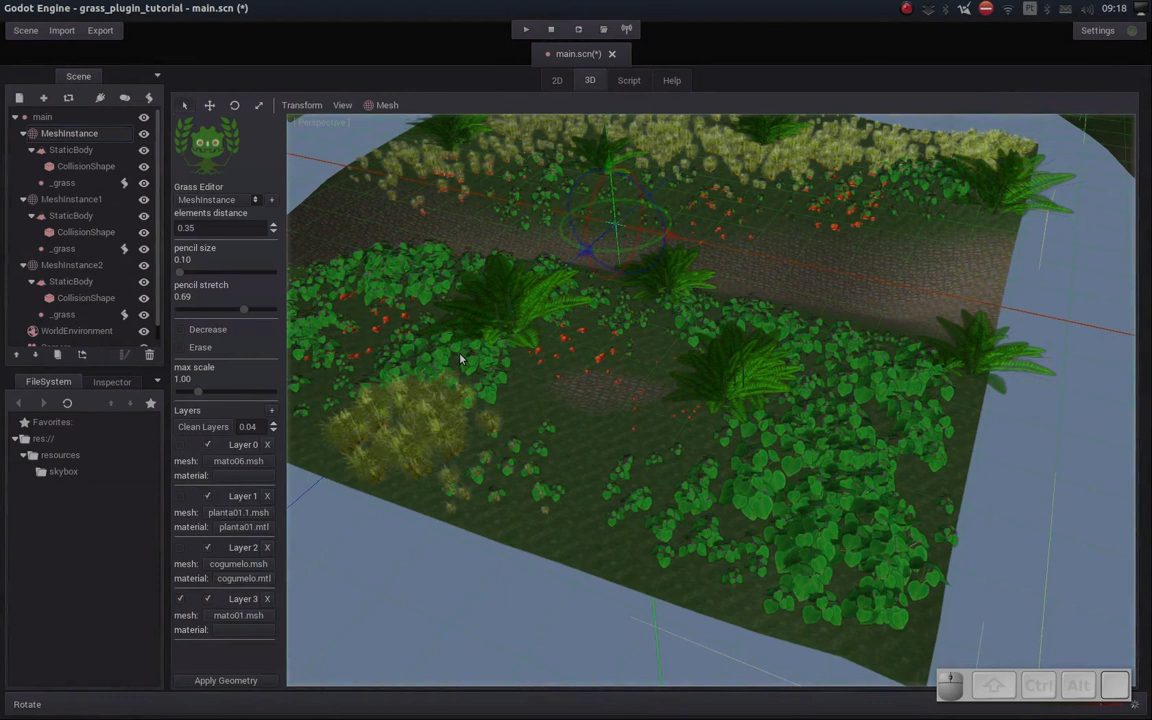 Godot Engine - grass_plugin_tutorial - main.scn (*)
Pt
09:18
Scene
Import
Export
Settings
main.scn(*)
Scene
2D
3D
Script
Help
Transform
View
Mesh
[ Perspective ]
main
MeshInstance
StaticBody
CollisionShape
_grass
MeshInstance1
StaticBody
CollisionShape
_grass
MeshInstance2
StaticBody
CollisionShape
_grass
WorldEnvironment
FileSystem
Inspector
Favorites:
res://
resources
skybox
Grass Editor
MeshInstance
+
elements distance
0.35
pencil size
0.10
pencil stretch
0.69
Decrease
Erase
max scale
1.00
Layers
+
Clean Layers
0.04
Layer 0
X
mesh:
mato06.msh
material:
Layer 1
X
mesh:
planta01.1.msh
material:
planta01.mtl
Layer 2
X
mesh:
cogumelo.msh
material:
cogumelo.mtl
Layer 3
X
mesh:
mato01.msh
material:
Apply Geometry
Ctrl
Alt
Rotate